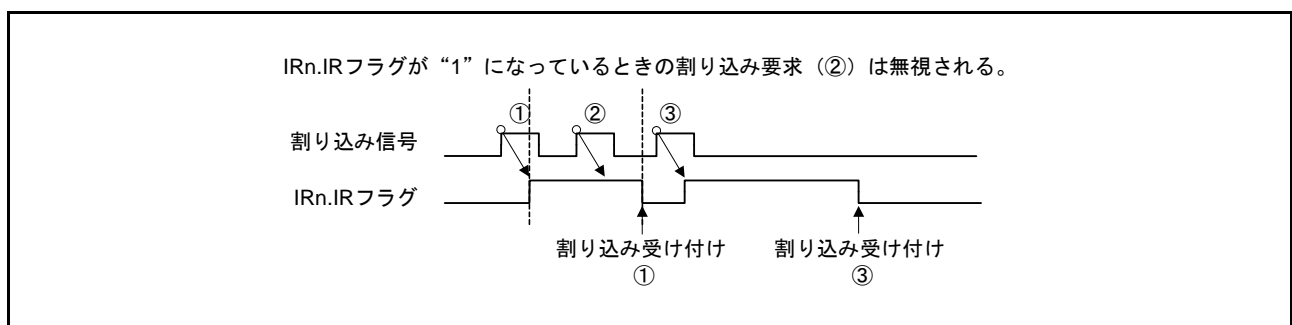 IRn.IRフラグが“1”になっているときの割り込み要求（②）は無視される。
① ② ③
割り込み信号
IRn.IRフラグ
割り込み受け付け 割り込み受け付け
① ③